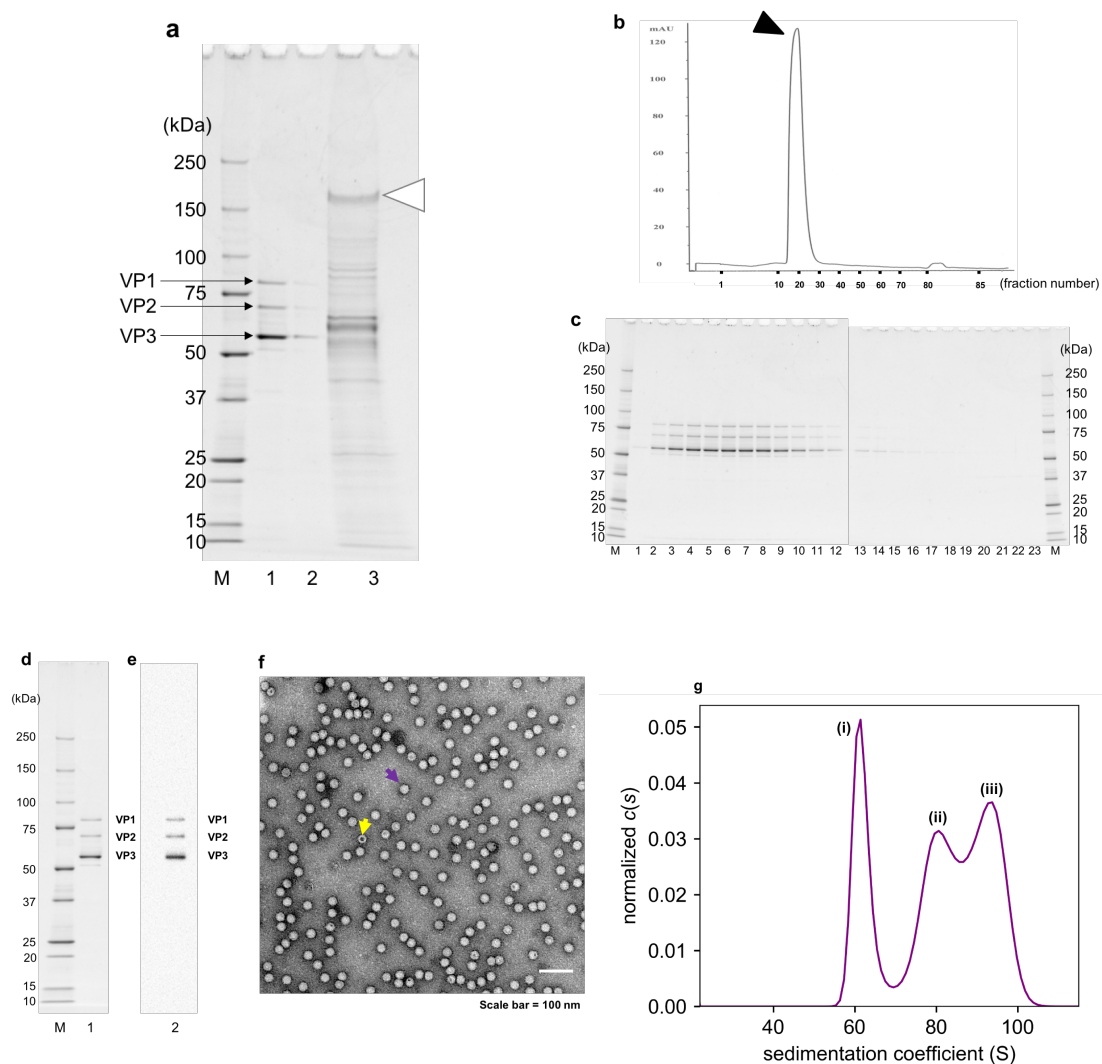 a
(kDa)
250
150
100
VP1
75
VP2
VP3
50
37
25
20
15
10
M 1 2 3
b
mAU
120
100
80
60
40
20
0
1 10 20 30 40 50 60 70 80 85 (fraction number)
c
(kDa) (kDa)
250 250
150 150
100 100
75 75
50 50
37 37
25 25
20 20
15 15
10 10
M 1 2 3 4 5 6 7 8 9 10 11 12 13 14 15 16 17 18 19 20 21 22 23 M
d
(kDa)
250
150
100
VP1
75
VP2
VP3
50
37
25
20
15
10
M 1
e
VP1
VP2
VP3
2
f
Scale bar = 100 nm
g
(i)
(ii)
(iii)
0.05
0.04
0.03
0.02
0.01
0.00
normalized c(s)
40 60 80 100
sedimentation coefficient (S)